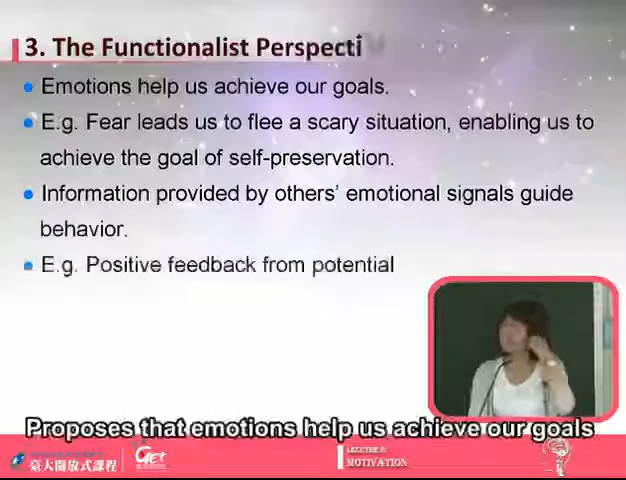 3. The Functionalist Perspecti
Emotions help us achieve our goals.
E.g. Fear leads us to flee a scary situation, enabling us to
achieve the goal of self-preservation.
Information provided by others' emotional signals guide
behavior.
E.g. Positive feedback from potential
Proposes that emotions help us achieve our goals
臺大開放式課程
GET
LECTURE 8:
MOTIVATION